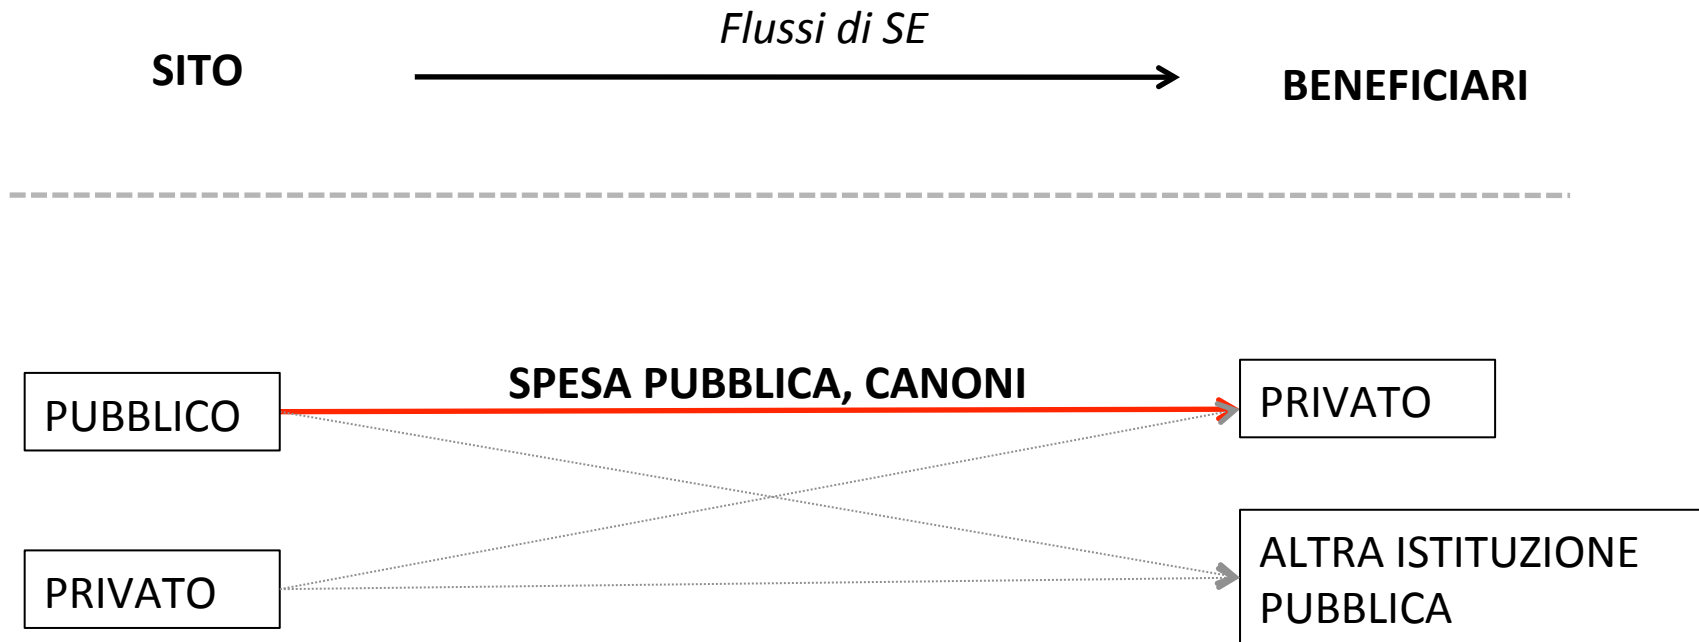 Flussi di SE
SITO
BENEFICIARI
SPESA PUBBLICA, CANONI
PUBBLICO
PRIVATO
PRIVATO
ALTRA ISTITUZIONE
PUBBLICA